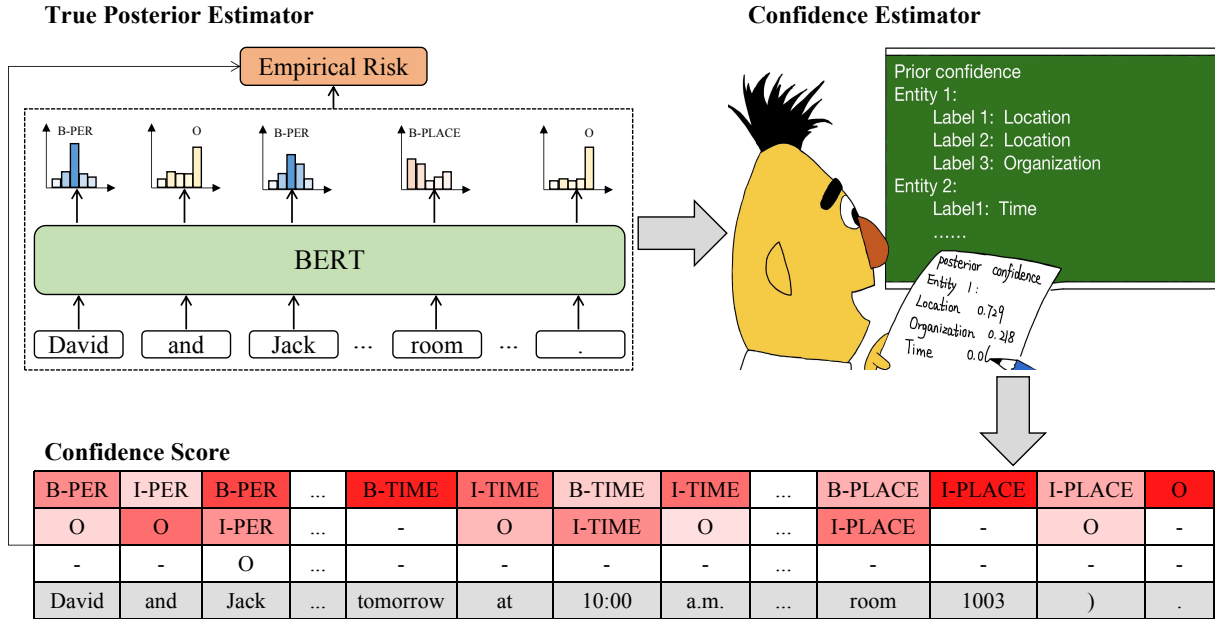 True Posterior Estimator
Confidence Estimator
Empirical Risk
B-PER
O
B-PER
B-PLACE
O
BERT
David and Jack ... room ... .
Prior confidence
Entity 1:
Label 1: Location
Label 2: Location
Label 3: Organization
Entity 2:
Label1: Time
......
posterior confidence
Entity 1:
Location 0.729
Organization 0.218
Time 0.0
Confidence Score
B-PER I-PER B-PER ... B-TIME I-TIME B-TIME I-TIME ... B-PLACE I-PLACE I-PLACE O
O O I-PER ... - O I-TIME O ... I-PLACE - O -
- - O ... - - - - ... - - - -
David and Jack ... tomorrow at 10:00 a.m. ... room 1003 ) .